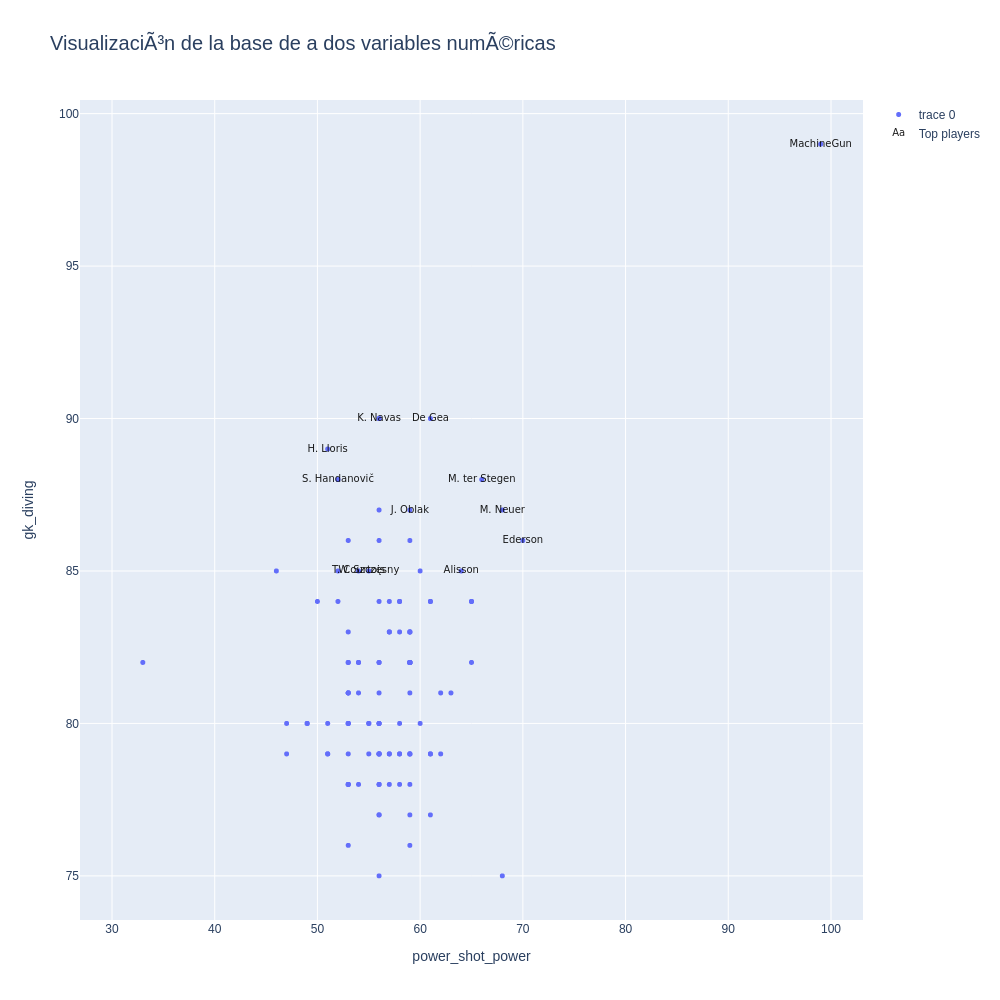 VisualizaciÃ³n de la base de a dos variables numÃ©ricas
trace 0
Aa Top players
100
95
90
85
80
75
gk_diving
MachineGun
K. Navas De Gea
H. Lloris
S. Handanovič M. ter Stegen
J. Oblak M. Neuer
Ederson
Alisson
30 40 50 60 70 80 90 100
power_shot_power